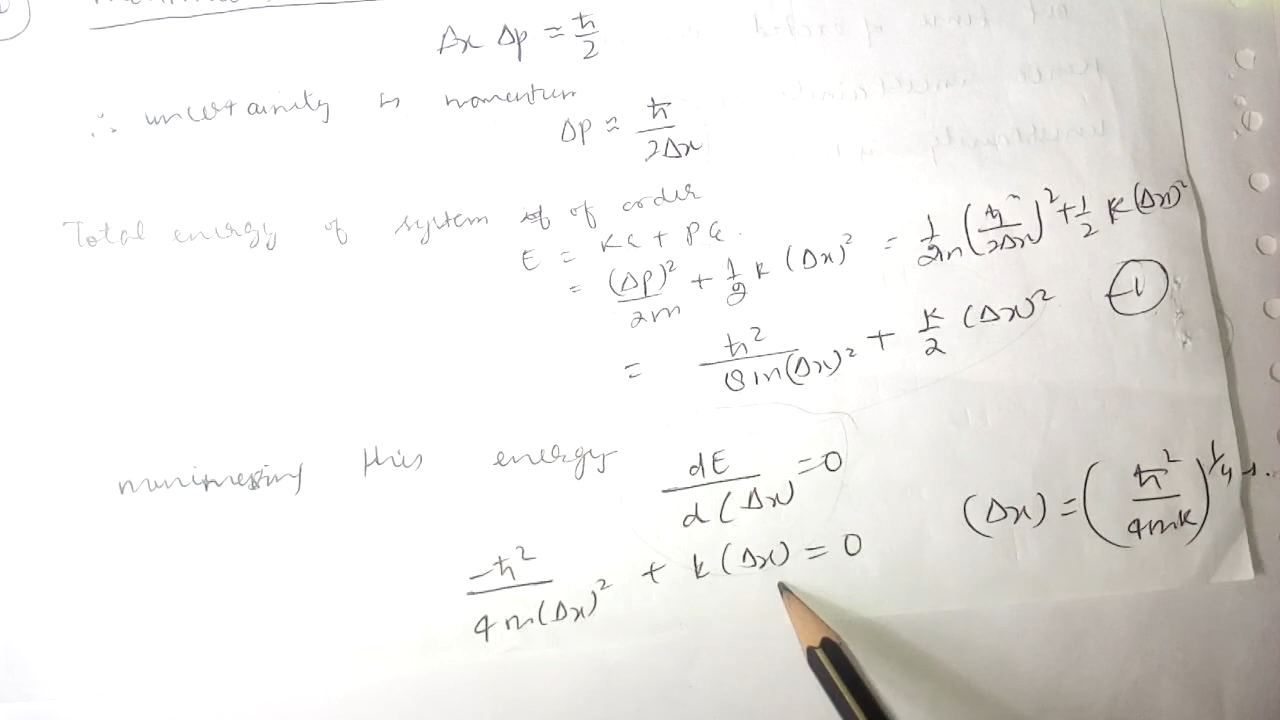 Δx Δp ≈ ħ/2
∴ uncertainity in momentum
Δp ≈ ħ/2Δx
Total energy of system of of order
E = KE + PE.
= (Δp)²/2m + 1/2 k (Δx)² = 1/2m (ħ/2Δx)² + 1/2 k (Δx)²
= ħ²/8m(Δx)² + k/2 (Δx)² —①
this energy dE/d(Δx) = 0
(Δx) = (ħ²/4mk)^1/4
-ħ²/4m(Δx)² + k(Δx) = 0